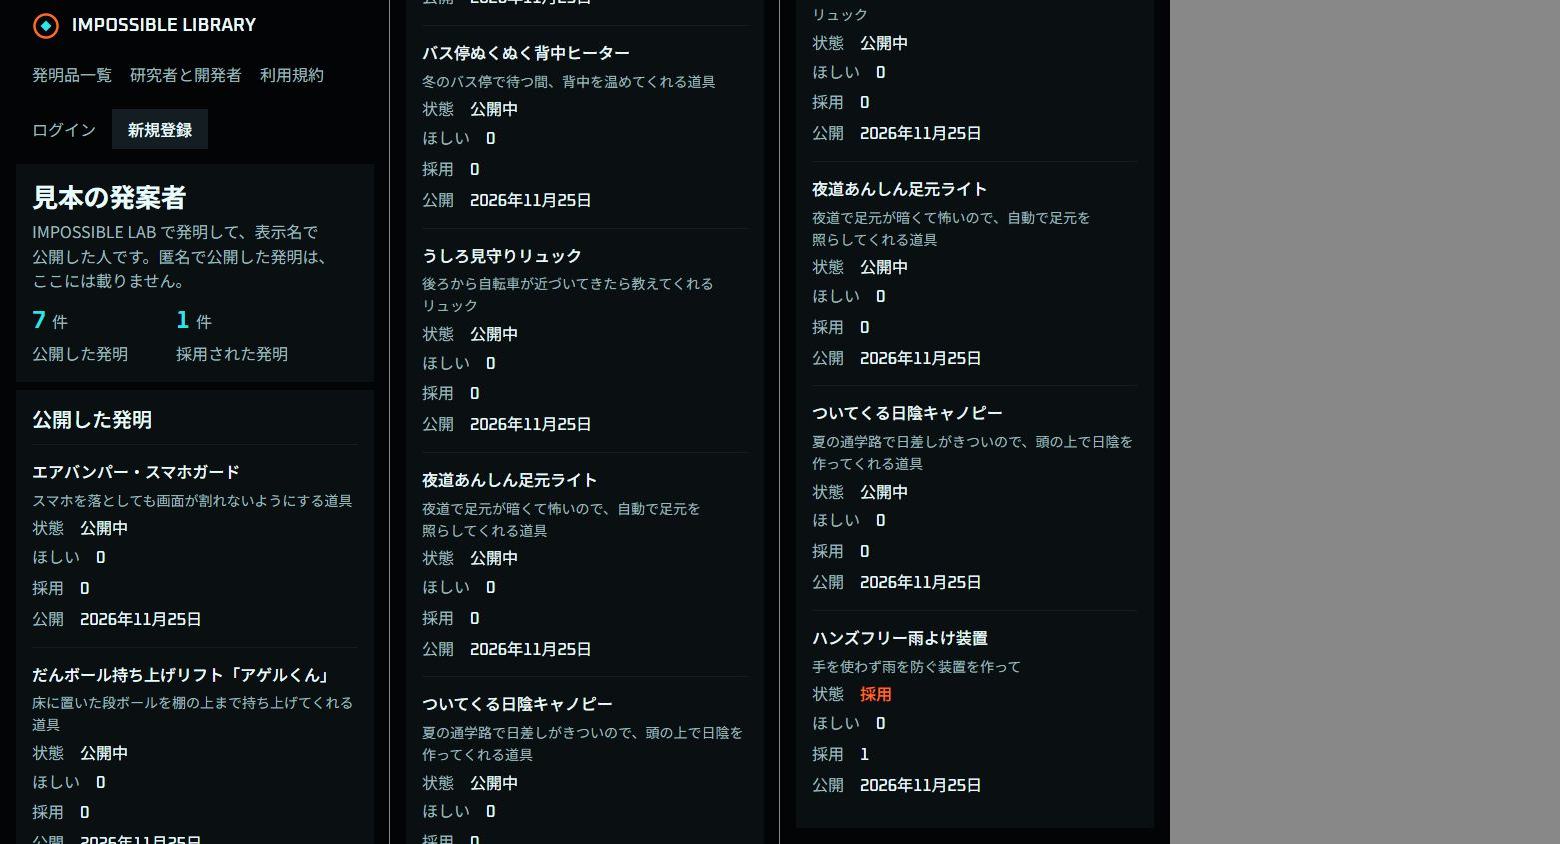 IMPOSSIBLE LIBRARY
発明品一覧 研究者と開発者 利用規約
ログイン 新規登録
見本の発案者
IMPOSSIBLE LAB で発明して、表示名で
公開した人です。匿名で公開した発明は、
ここには載りません。
7 件 1 件
公開した発明 採用された発明
公開した発明
エアバンパー・スマホガード
スマホを落としても画面が割れないようにする道具
状態 公開中
ほしい 0
採用 0
公開 2026年11月25日
だんボール持ち上げリフト「アゲルくん」
床に置いた段ボールを棚の上まで持ち上げてくれる
道具
状態 公開中
ほしい 0
採用 0
公開 2026年11月25日
公開 2026年11月25日
バス停ぬくぬく背中ヒーター
冬のバス停で待つ間、背中を温めてくれる道具
状態 公開中
ほしい 0
採用 0
公開 2026年11月25日
うしろ見守りリュック
後ろから自転車が近づいてきたら教えてくれる
リュック
状態 公開中
ほしい 0
採用 0
公開 2026年11月25日
夜道あんしん足元ライト
夜道で足元が暗くて怖いので、自動で足元を
照らしてくれる道具
状態 公開中
ほしい 0
採用 0
公開 2026年11月25日
ついてくる日陰キャノピー
夏の通学路で日差しがきついので、頭の上で日陰を
作ってくれる道具
状態 公開中
ほしい 0
採用 0
リュック
状態 公開中
ほしい 0
採用 0
公開 2026年11月25日
夜道あんしん足元ライト
夜道で足元が暗くて怖いので、自動で足元を
照らしてくれる道具
状態 公開中
ほしい 0
採用 0
公開 2026年11月25日
ついてくる日陰キャノピー
夏の通学路で日差しがきついので、頭の上で日陰を
作ってくれる道具
状態 公開中
ほしい 0
採用 0
公開 2026年11月25日
ハンズフリー雨よけ装置
手を使わず雨を防ぐ装置を作って
状態 採用
ほしい 0
採用 1
公開 2026年11月25日